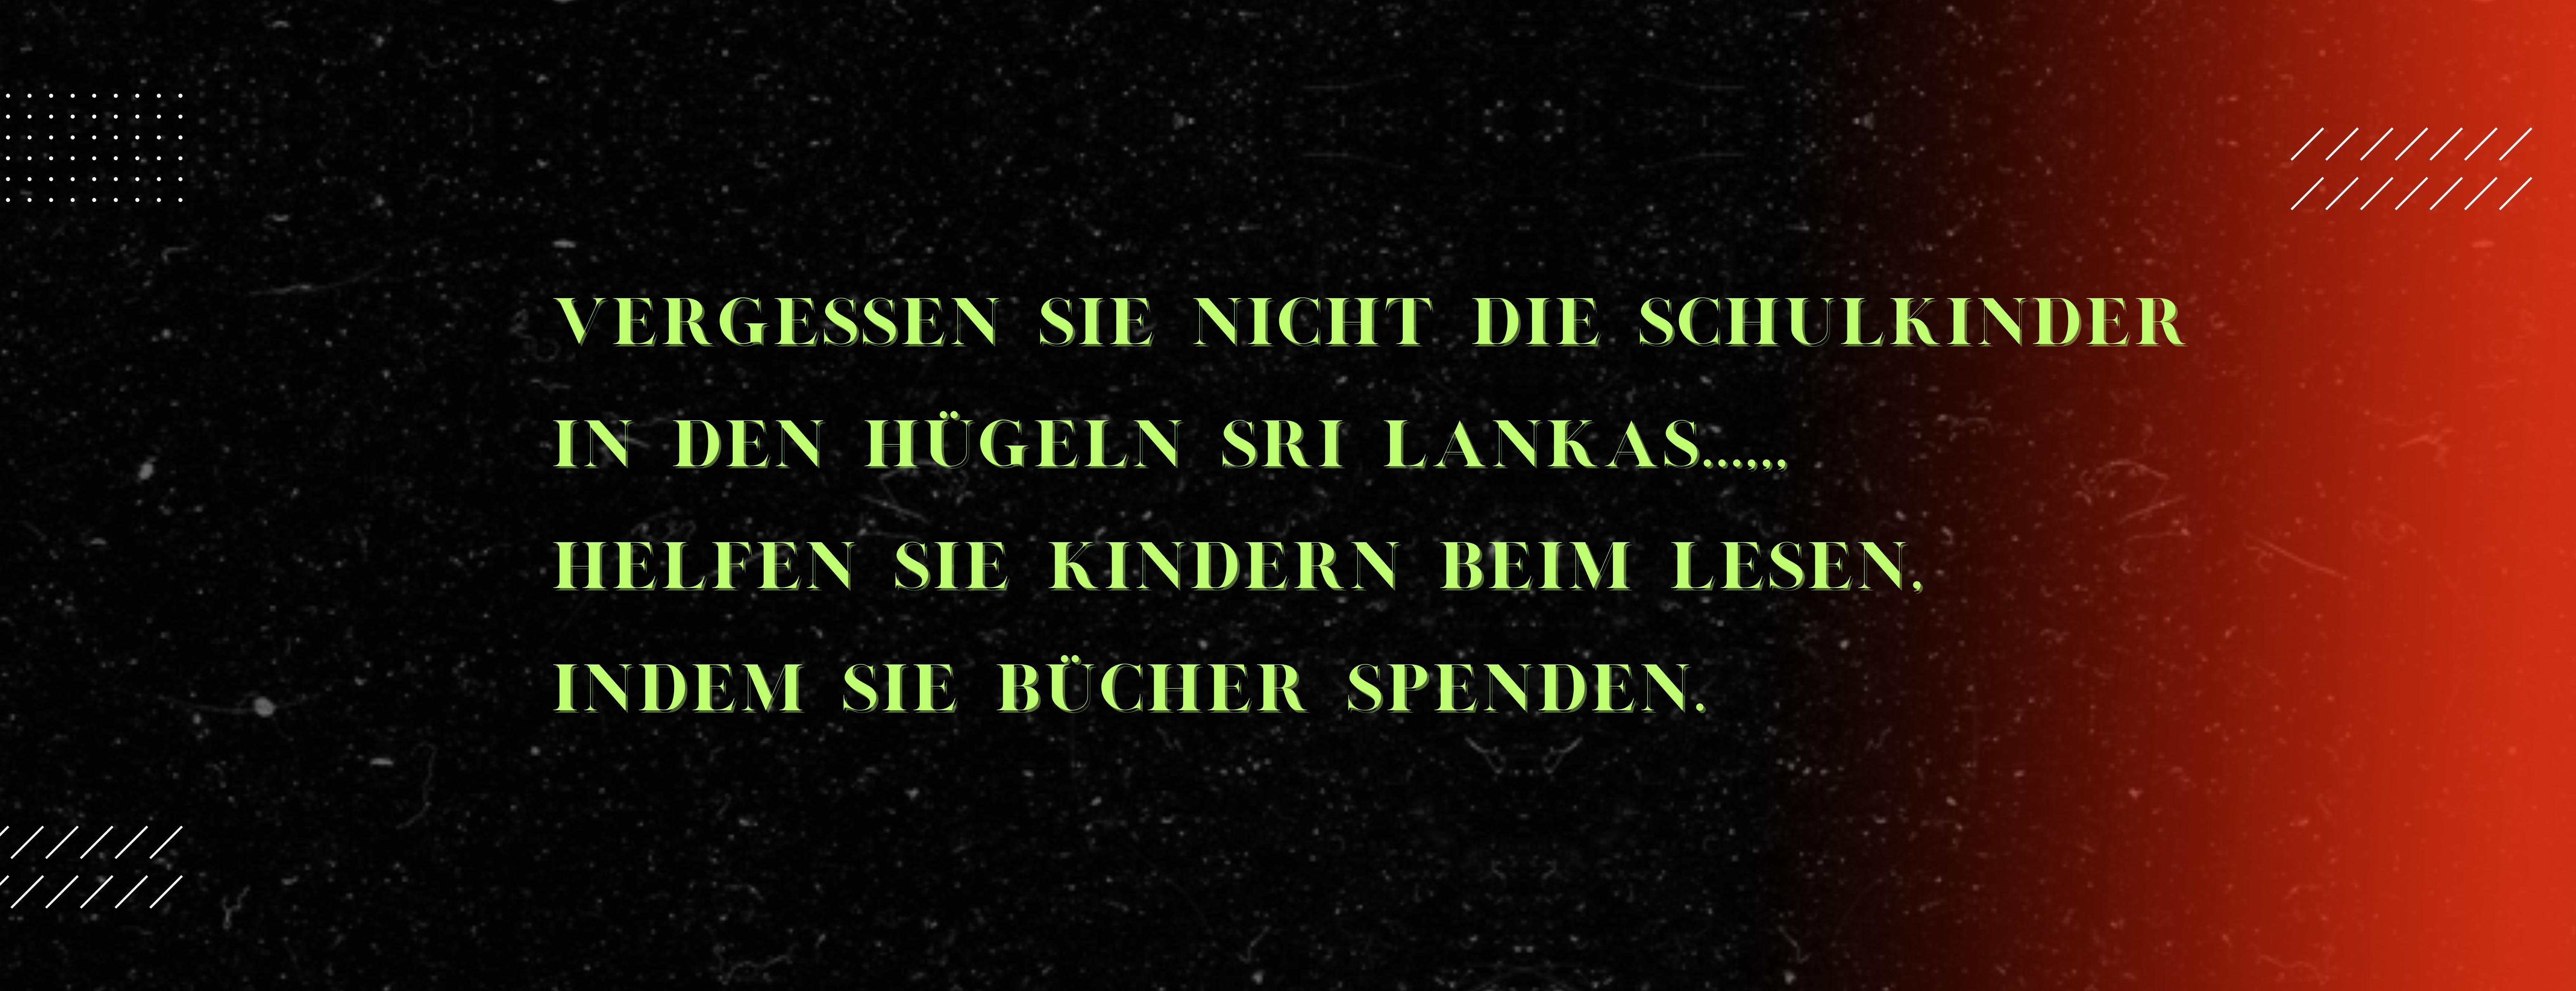 VERGESSEN SIE NICHT DIE SCHULKINDER
IN DEN HÜGELN SRI LANKAS...,,,
HELFEN SIE KINDERN BEIM LESEN,
INDEM SIE BÜCHER SPENDEN.